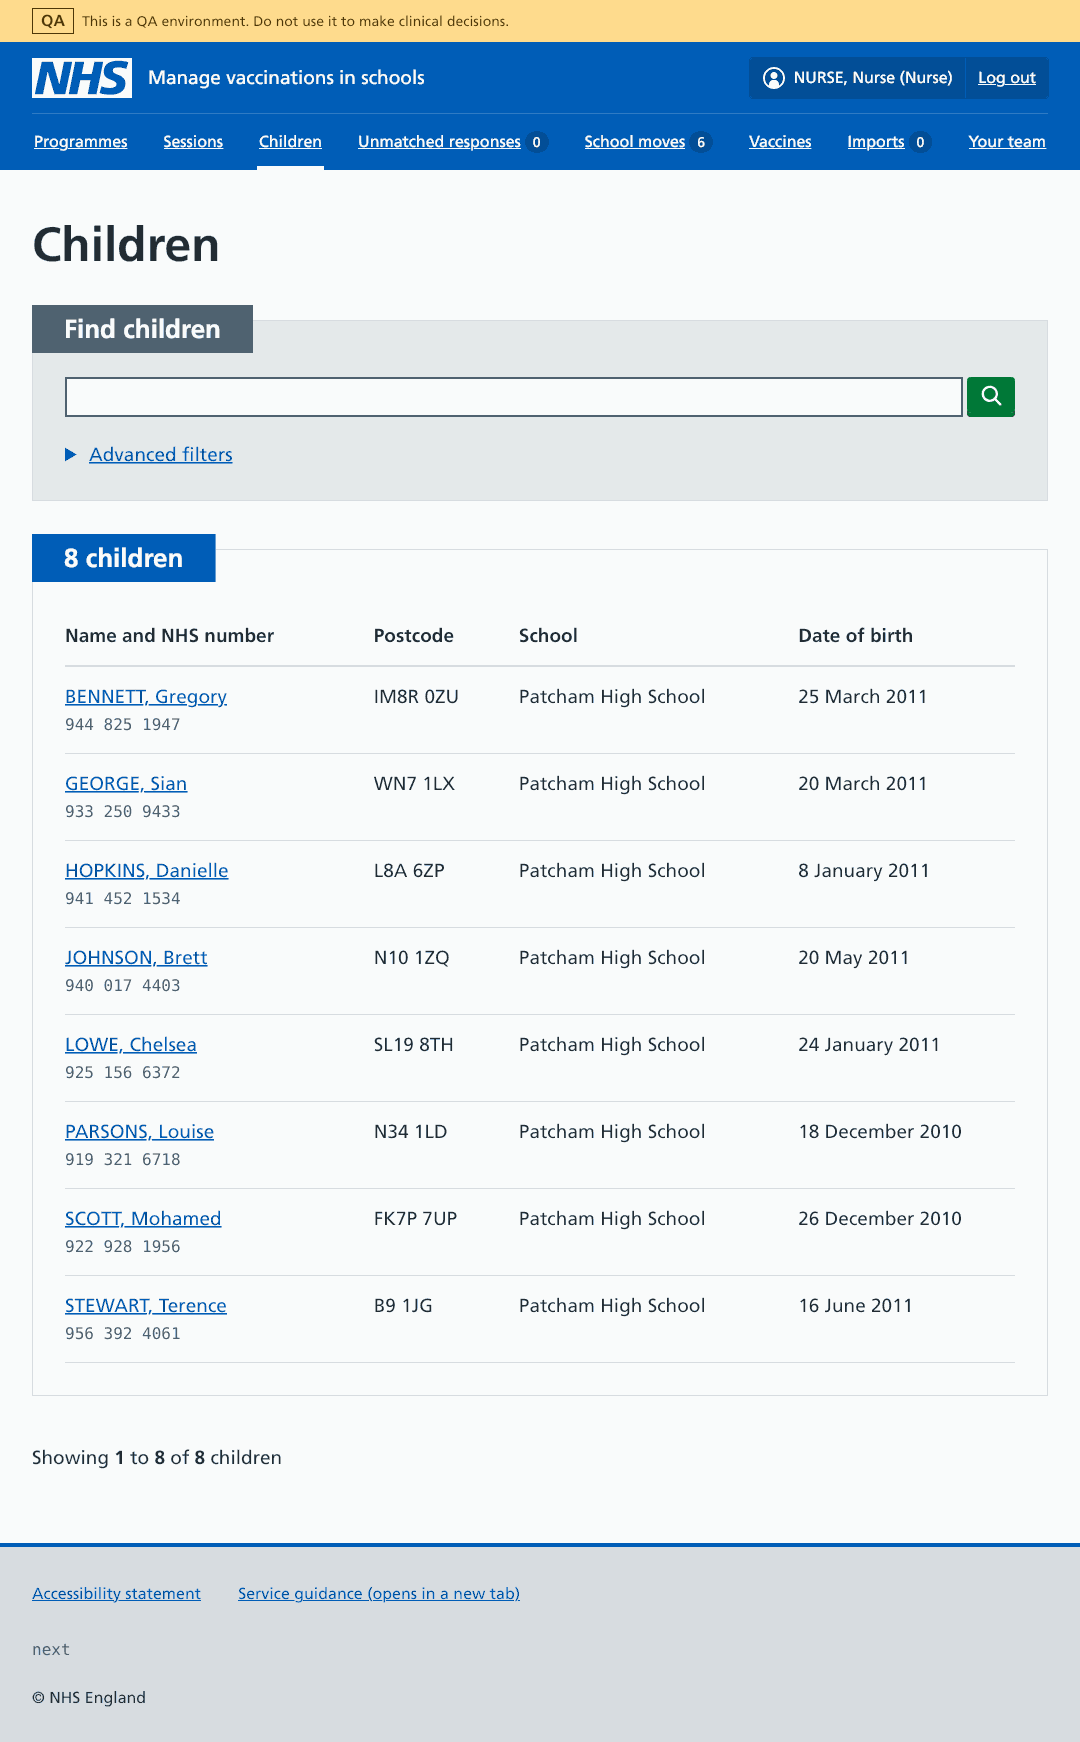 QA This is a QA environment. Do not use it to make clinical decisions.
NHS Manage vaccinations in schools NURSE, Nurse (Nurse) Log out
Programmes Sessions Children Unmatched responses 0 School moves 6 Vaccines Imports 0 Your team
Children
Find children
Advanced filters
8 children
Name and NHS number Postcode School Date of birth
BENNETT, Gregory IM8R 0ZU Patcham High School 25 March 2011
944 825 1947
GEORGE, Sian WN7 1LX Patcham High School 20 March 2011
933 250 9433
HOPKINS, Danielle L8A 6ZP Patcham High School 8 January 2011
941 452 1534
JOHNSON, Brett N10 1ZQ Patcham High School 20 May 2011
940 017 4403
LOWE, Chelsea SL19 8TH Patcham High School 24 January 2011
925 156 6372
PARSONS, Louise N34 1LD Patcham High School 18 December 2010
919 321 6718
SCOTT, Mohamed FK7P 7UP Patcham High School 26 December 2010
922 928 1956
STEWART, Terence B9 1JG Patcham High School 16 June 2011
956 392 4061
Showing 1 to 8 of 8 children
Accessibility statement Service guidance (opens in a new tab)
next
© NHS England